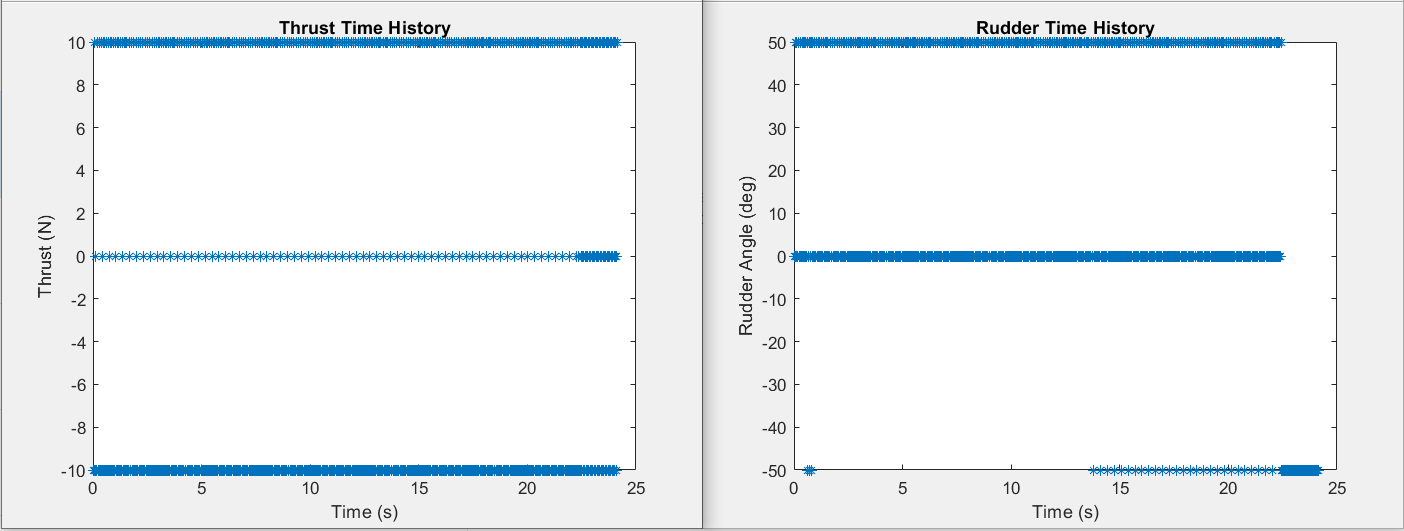 Thrust Time History
10
8
6
4
2
0
-2
-4
-6
-8
-10
Thrust (N)
0 5 10 15 20 25
Time (s)
Rudder Time History
50
40
30
20
10
0
-10
-20
-30
-40
-50
Rudder Angle (deg)
0 5 10 15 20 25
Time (s)